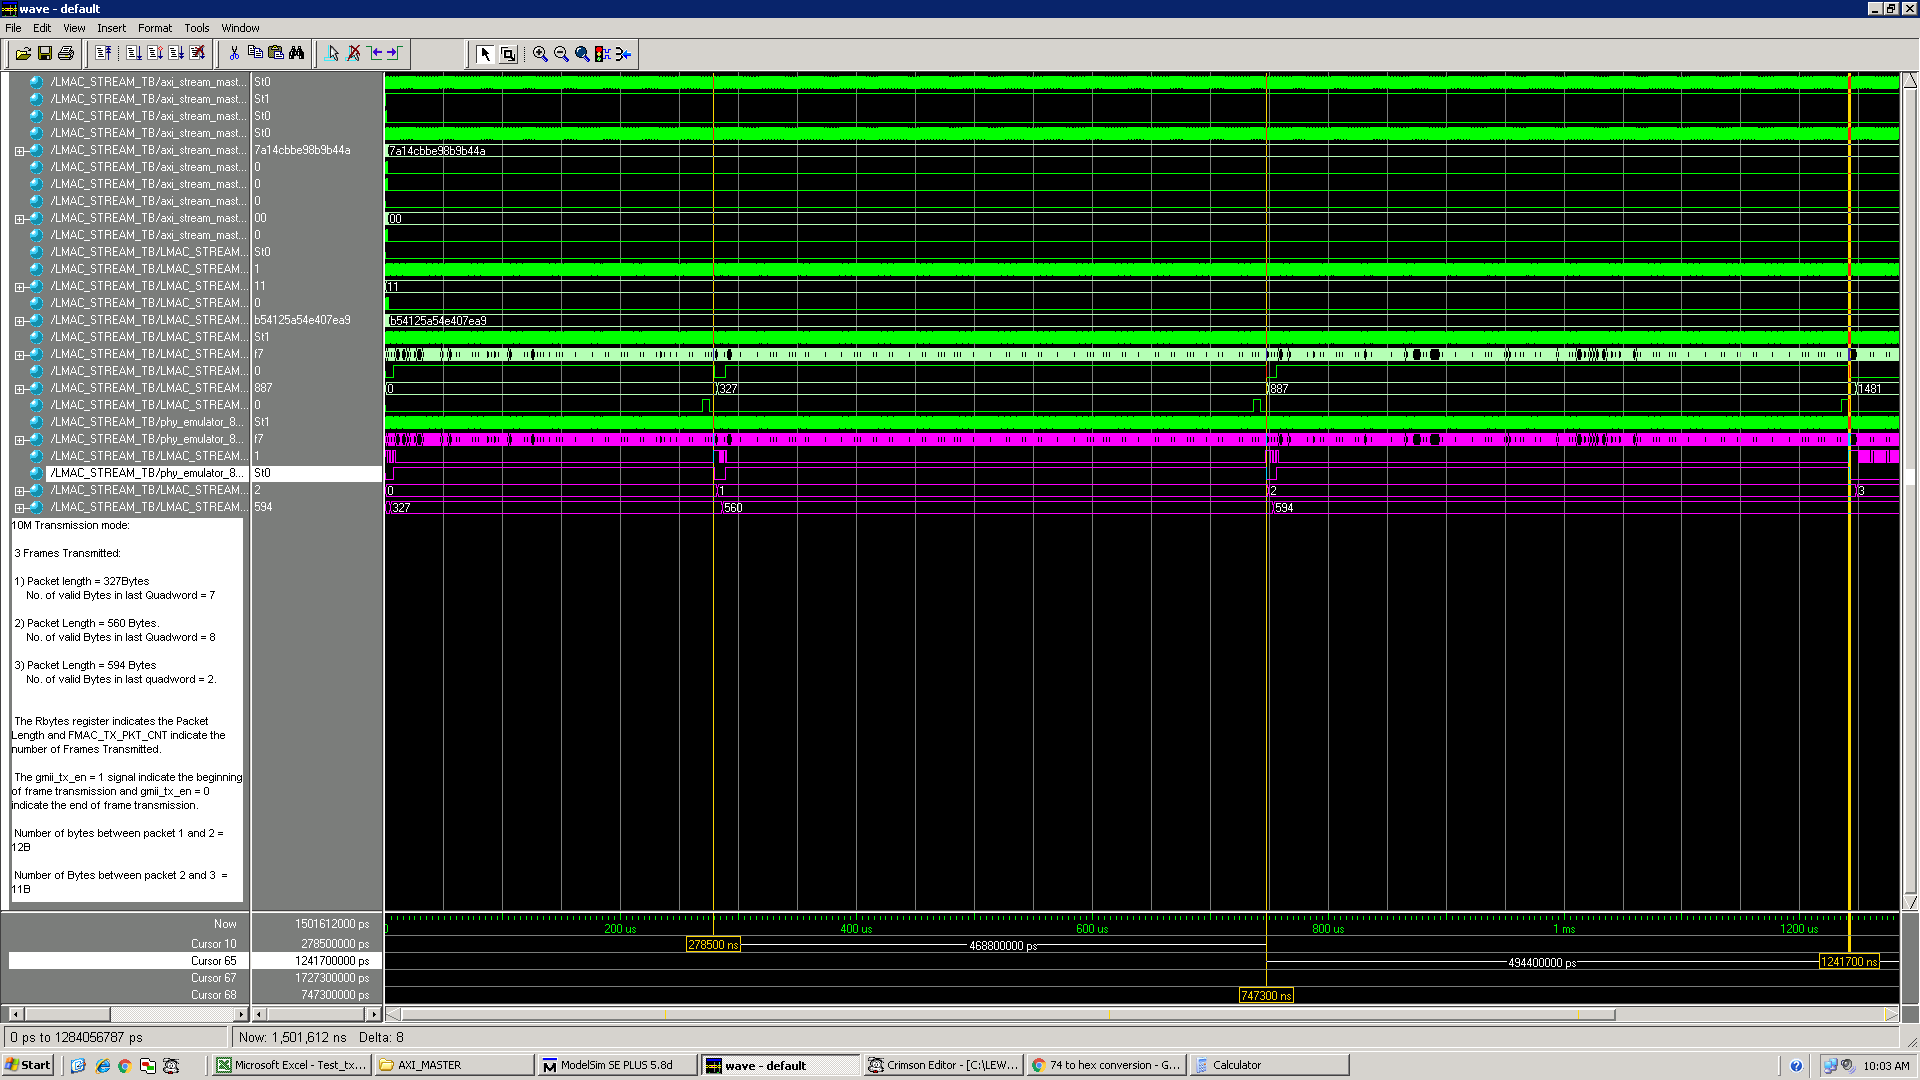 wave - default
File Edit View Insert Format Tools Window
/LMAC_STREAM_TB/axi_stream_mast... St0
/LMAC_STREAM_TB/axi_stream_mast... St1
/LMAC_STREAM_TB/axi_stream_mast... St0
/LMAC_STREAM_TB/axi_stream_mast... St0
/LMAC_STREAM_TB/axi_stream_mast... 7a14cbbe98b9b44a 7a14cbbe98b9b44a
/LMAC_STREAM_TB/axi_stream_mast... 0
/LMAC_STREAM_TB/axi_stream_mast... 0
/LMAC_STREAM_TB/axi_stream_mast... 0
/LMAC_STREAM_TB/axi_stream_mast... 00 00
/LMAC_STREAM_TB/axi_stream_mast... 0
/LMAC_STREAM_TB/LMAC_STREAM... St0
/LMAC_STREAM_TB/LMAC_STREAM... 1
/LMAC_STREAM_TB/LMAC_STREAM... 11 11
/LMAC_STREAM_TB/LMAC_STREAM... 0
/LMAC_STREAM_TB/LMAC_STREAM... b54125a54e407ea9 b54125a54e407ea9
/LMAC_STREAM_TB/LMAC_STREAM... St1
/LMAC_STREAM_TB/LMAC_STREAM... f7
/LMAC_STREAM_TB/LMAC_STREAM... 0
/LMAC_STREAM_TB/LMAC_STREAM... 887 0 327 887 1481
/LMAC_STREAM_TB/LMAC_STREAM... 0
/LMAC_STREAM_TB/phy_emulator_8... St1
/LMAC_STREAM_TB/LMAC_STREAM... f7
/LMAC_STREAM_TB/LMAC_STREAM... 1
/LMAC_STREAM_TB/phy_emulator_8... St0
/LMAC_STREAM_TB/LMAC_STREAM... 2 0 1 2 3
/LMAC_STREAM_TB/LMAC_STREAM... 594 327 560 594
10M Transmission mode:
3 Frames Transmitted:
1) Packet length = 327Bytes
No. of valid Bytes in last Quadword = 7
2) Packet Length = 560 Bytes.
No. of valid Bytes in last Quadword = 8
3) Packet Length = 594 Bytes
No. of valid Bytes in last quadword = 2.
The Rbytes register indicates the Packet
Length and FMAC_TX_PKT_CNT indicate the
number of Frames Transmitted.
The gmii_tx_en = 1 signal indicate the beginning
of frame transmission and gmii_tx_en = 0
indicate the end of frame transmission.
Number of bytes between packet 1 and 2 =
12B
Number of Bytes between packet 2 and 3 =
11B
Now 1501612000 ps 0 200 us 400 us 600 us 800 us 1 ms 1200 us
Cursor 10 278500000 ps 278500 ns 468800000 ps
Cursor 65 1241700000 ps 494400000 ps 1241700 ns
Cursor 67 1727300000 ps
Cursor 68 747300000 ps 747300 ns
0 ps to 1284056787 ps Now: 1,501,612 ns Delta: 8
Start Microsoft Excel - Test_tx... AXI_MASTER ModelSim SE PLUS 5.8d wave - default Crimson Editor - [C:\LEW... 74 to hex conversion - G... Calculator 10:03 AM